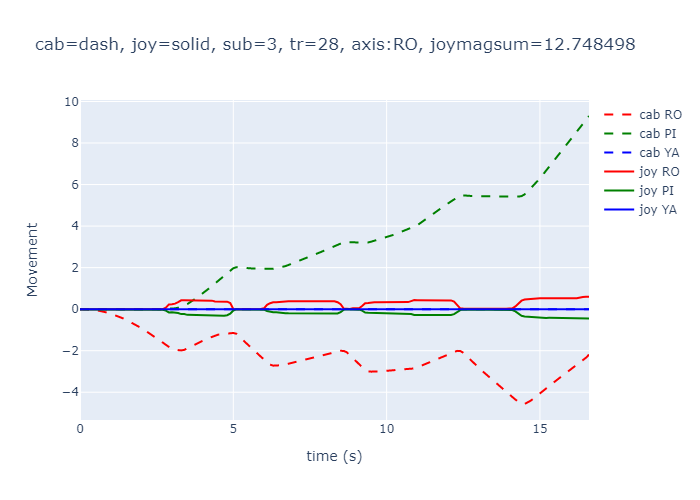 cab=dash, joy=solid, sub=3, tr=28, axis:RO, joymagsum=12.748498
10
8
6
4
2
0
−2
−4
Movement
0
5
10
15
time (s)
cab RO
cab PI
cab YA
joy RO
joy PI
joy YA